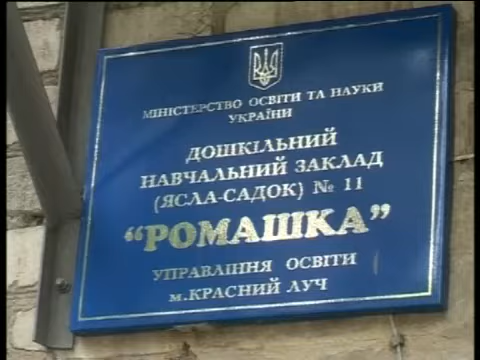 МІНІСТЕРСТВО ОСВІТИ ТА НАУКИ
УКРАЇНИ
ДОШКІЛЬНИЙ
НАВЧАЛЬНИЙ ЗАКЛАД
(ЯСЛА-САДОК) № 11
“РОМАШКА”
УПРАВЛІННЯ ОСВІТИ
м.КРАСНИЙ ЛУЧ